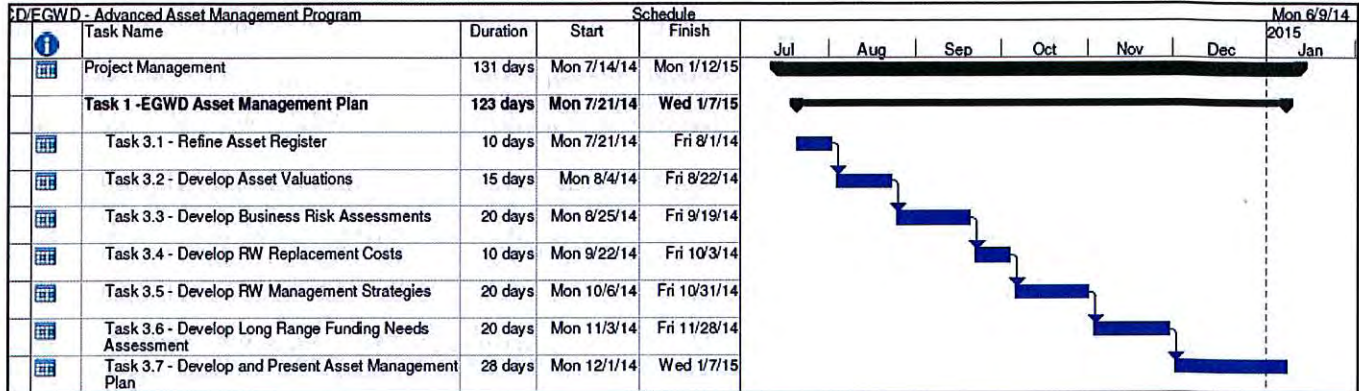 CD/EGWD - Advanced Asset Management Program Schedule Mon 6/9/14
Task Name Duration Start Finish 2015
Jul Aug Sep Oct Nov Dec Jan
Project Management 131 days Mon 7/14/14 Mon 1/12/15
Task 1 -EGWD Asset Management Plan 123 days Mon 7/21/14 Wed 1/7/15
Task 3.1 - Refine Asset Register 10 days Mon 7/21/14 Fri 8/1/14
Task 3.2 - Develop Asset Valuations 15 days Mon 8/4/14 Fri 8/22/14
Task 3.3 - Develop Business Risk Assessments 20 days Mon 8/25/14 Fri 9/19/14
Task 3.4 - Develop RW Replacement Costs 10 days Mon 9/22/14 Fri 10/3/14
Task 3.5 - Develop RW Management Strategies 20 days Mon 10/6/14 Fri 10/31/14
Task 3.6 - Develop Long Range Funding Needs 20 days Mon 11/3/14 Fri 11/28/14
Assessment
Task 3.7 - Develop and Present Asset Management 28 days Mon 12/1/14 Wed 1/7/15
Plan